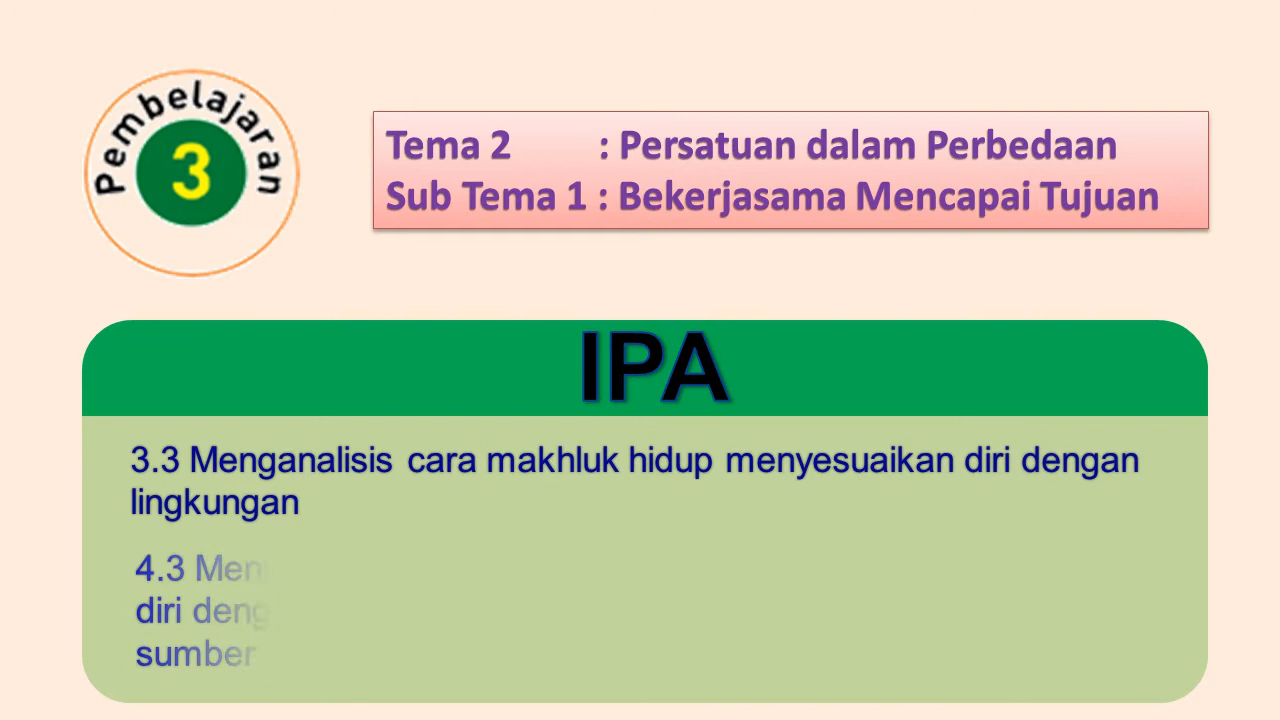 Pembelajaran
3
Tema 2 : Persatuan dalam Perbedaan
Sub Tema 1 : Bekerjasama Mencapai Tujuan
IPA
3.3 Menganalisis cara makhluk hidup menyesuaikan diri dengan
lingkungan
4.3
diri
sumber